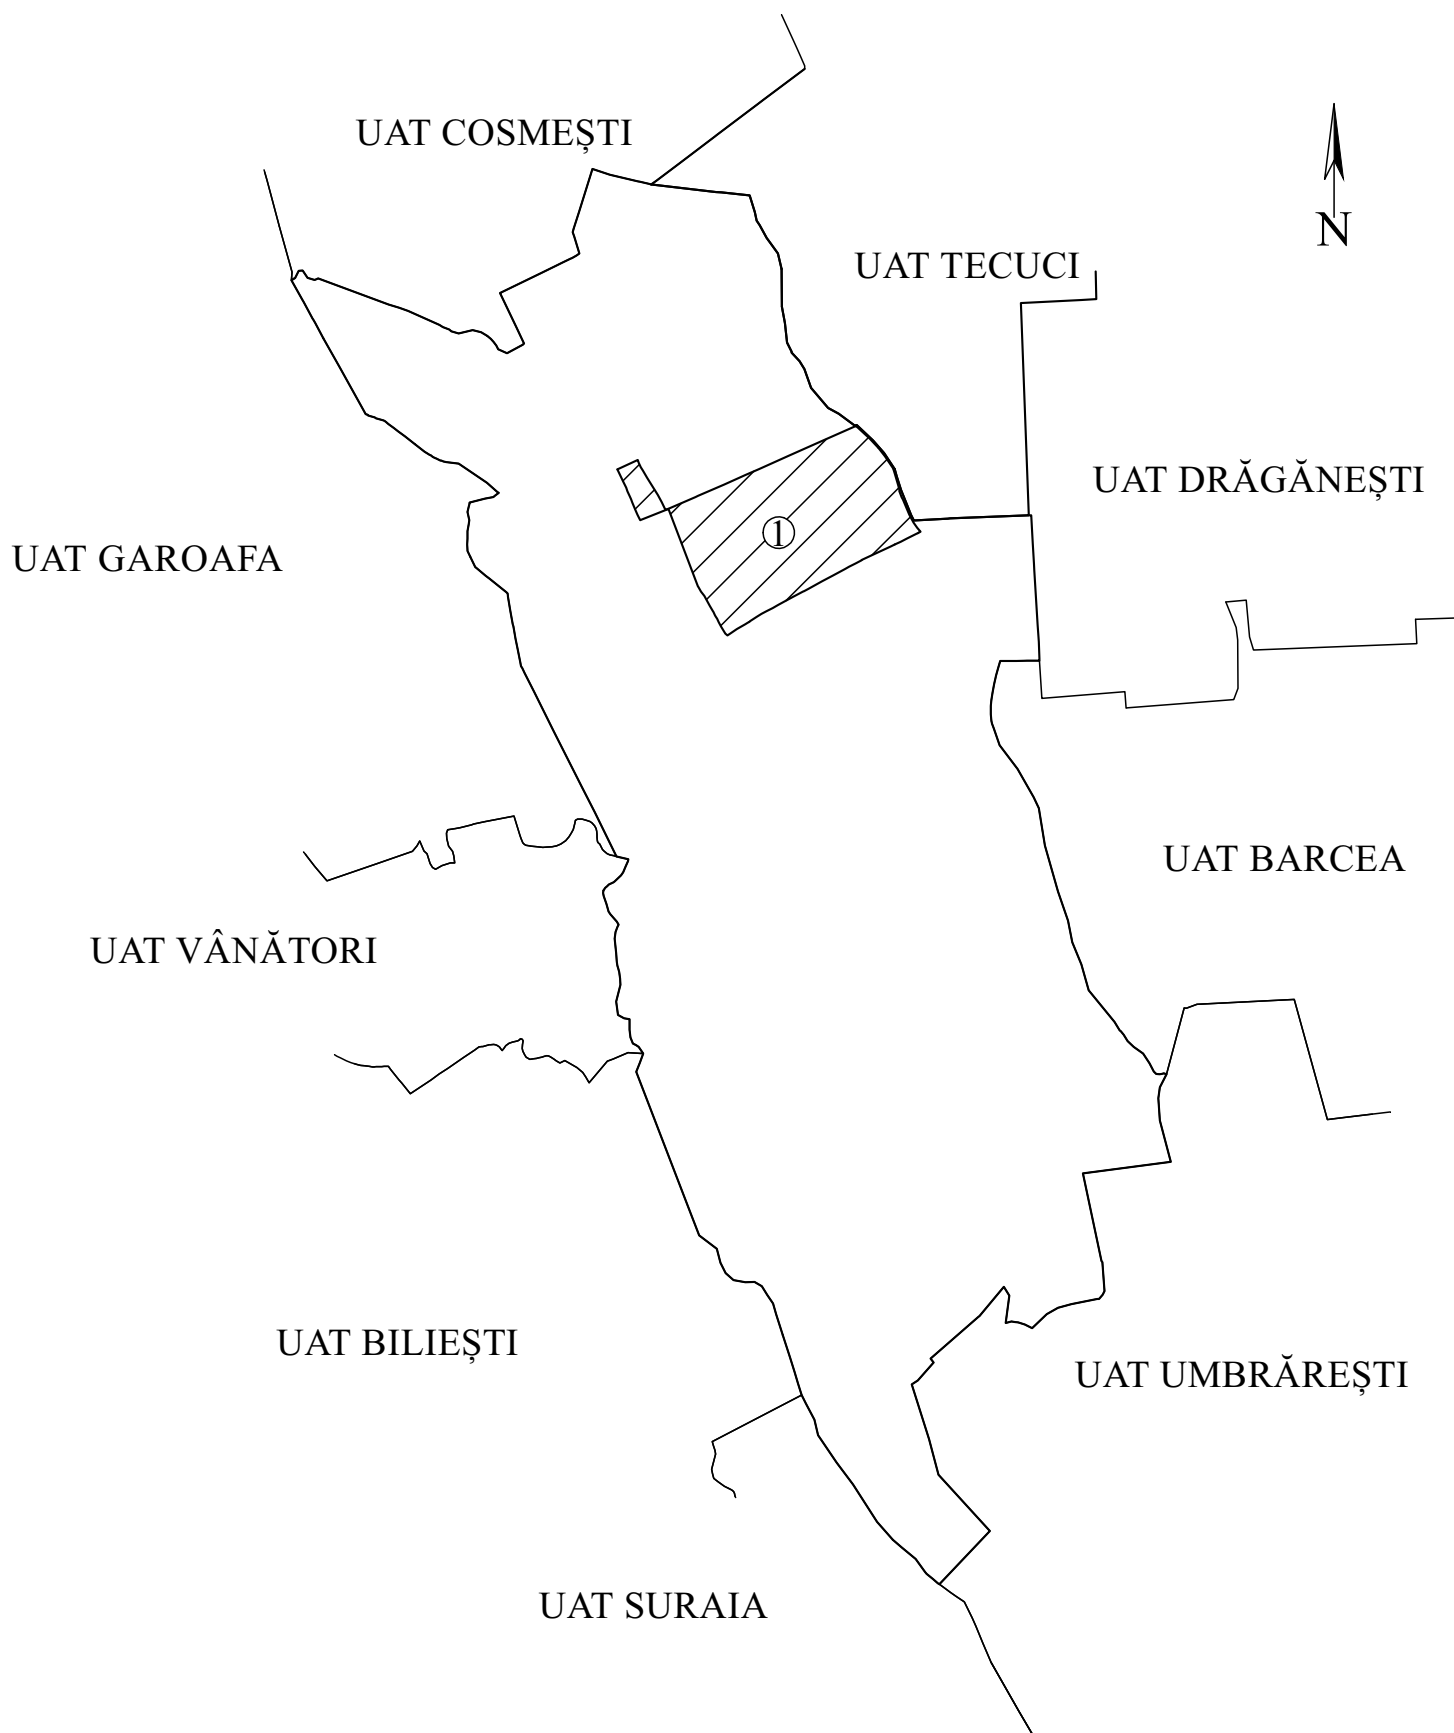 UAT COSMEȘTI
N
UAT TECUCI
UAT DRĂGĂNEȘTI
1
UAT GAROAFA
UAT BARCEA
UAT VÂNĂTORI
UAT BILIEȘTI
UAT UMBRĂREȘTI
UAT SURAIA